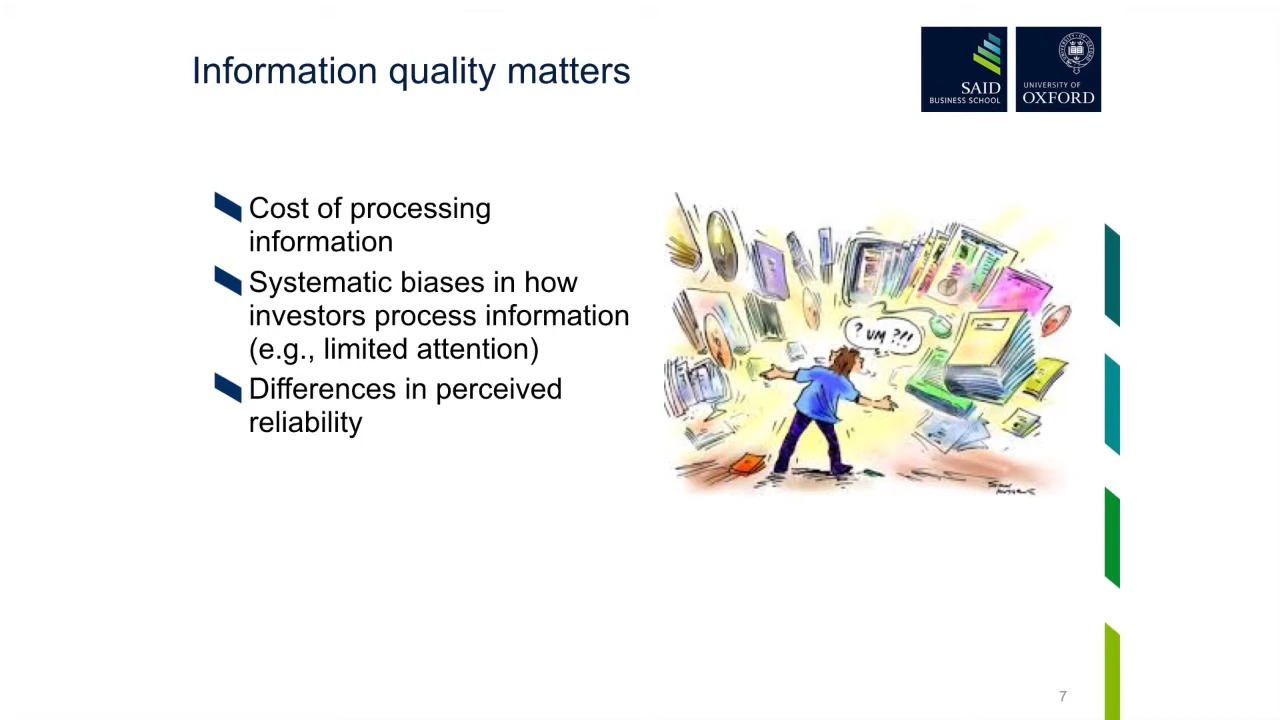 Information quality matters
SAID
BUSINESS SCHOOL
UNIVERSITY OF
OXFORD
Cost of processing
information
Systematic biases in how
investors process information
(e.g., limited attention)
Differences in perceived
reliability
? UM ?!!
7